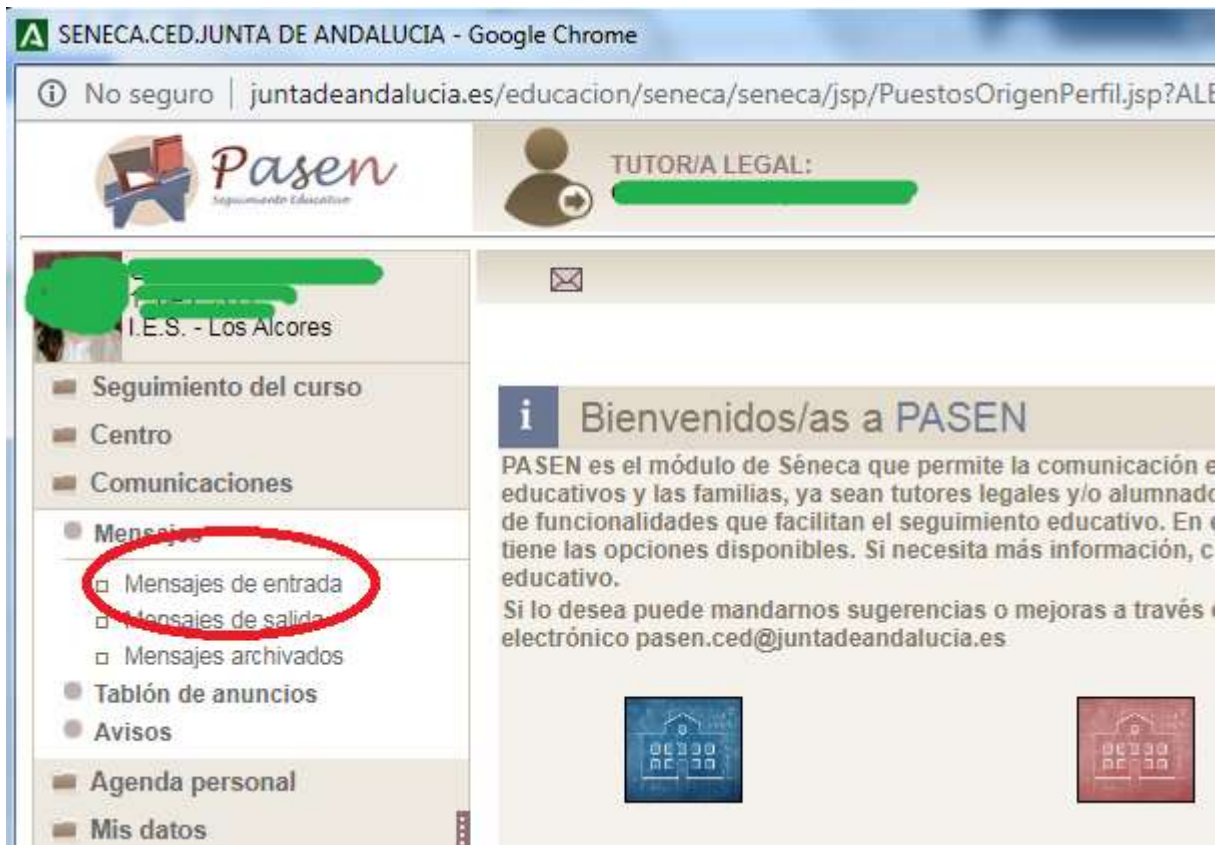 SENECA.CED.JUNTA DE ANDALUCIA - Google Chrome
No seguro | juntadeandalucia.es/educacion/seneca/seneca/jsp/PuestosOrigenPerfil.jsp?ALE
Pasen
Seguimiento Educativo
TUTOR/A LEGAL:
I.E.S. - Los Alcores
Seguimiento del curso
Centro
Comunicaciones
Mensajes
Mensajes de entrada
Mensajes de salida
Mensajes archivados
Tablón de anuncios
Avisos
Agenda personal
Mis datos
i Bienvenidos/as a PASEN
PASEN es el módulo de Séneca que permite la comunicación e
educativos y las familias, ya sean tutores legales y/o alumnado
de funcionalidades que facilitan el seguimiento educativo. En e
tiene las opciones disponibles. Si necesita más información, c
educativo.
Si lo desea puede mandarnos sugerencias o mejoras a través
electrónico pasen.ced@juntadeandalucia.es